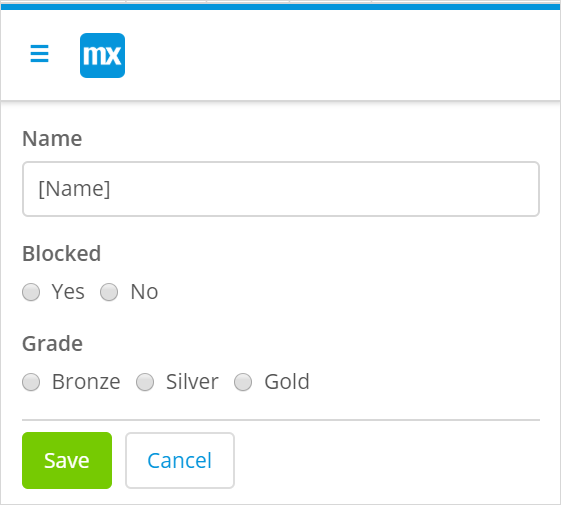 mx
Name
[Name]
Blocked
Yes No
Grade
Bronze Silver Gold
Save Cancel